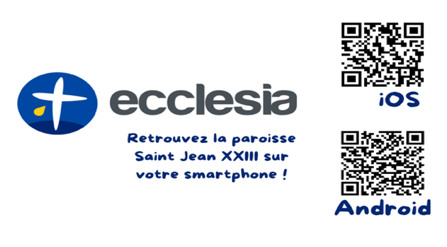 ecclesia
Retrouvez la paroisse
Saint Jean XXIII sur
votre smartphone !
iOS
Android